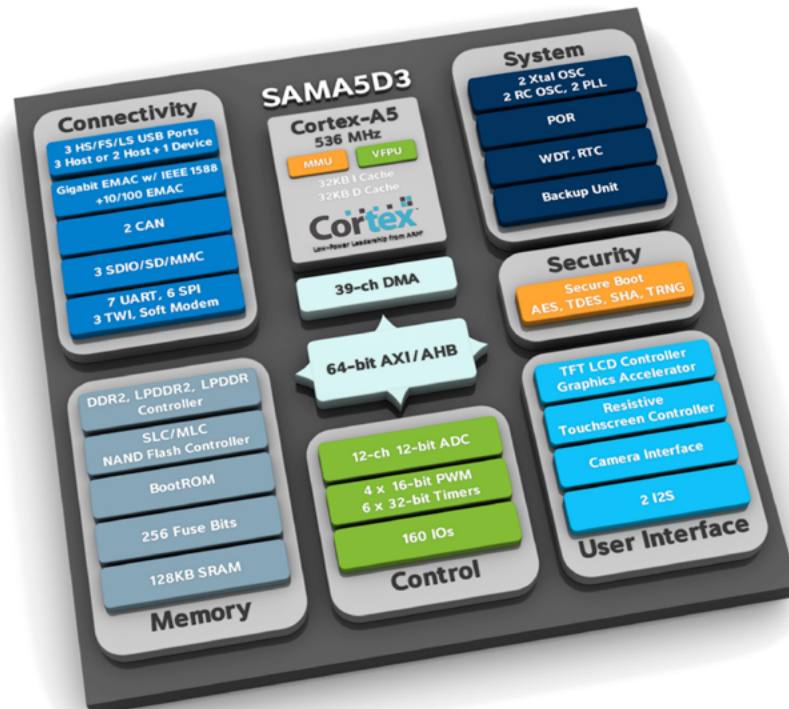 SAMA5D3
Connectivity
3 HS/FS/LS USB Ports
3 Host or 2 Host + 1 Device
Gigabit EMAC w/ IEEE 1588
+10/100 EMAC
2 CAN
3 SDIO/SD/MMC
7 UART, 6 SPI
3 TWI, Soft Modem
Cortex-A5
536 MHz
MMU
VFPU
32KB I Cache
32KB D Cache
Cortex
Low-Power Leadership from ARM®
39-ch DMA
64-bit AXI/AHB
System
2 Xtal OSC
2 RC OSC, 2 PLL
POR
WDT, RTC
Backup Unit
Security
Secure Boot
AES, TDES, SHA, TRNG
DDR2, LPDDR2, LPDDR
Controller
SLC/MLC
NAND Flash Controller
BootROM
256 Fuse Bits
128KB SRAM
Memory
12-ch 12-bit ADC
4 x 16-bit PWM
6 x 32-bit Timers
160 IOs
Control
TFT LCD Controller
Graphics Accelerator
Resistive
Touchscreen Controller
Camera Interface
2 I2S
User Interface